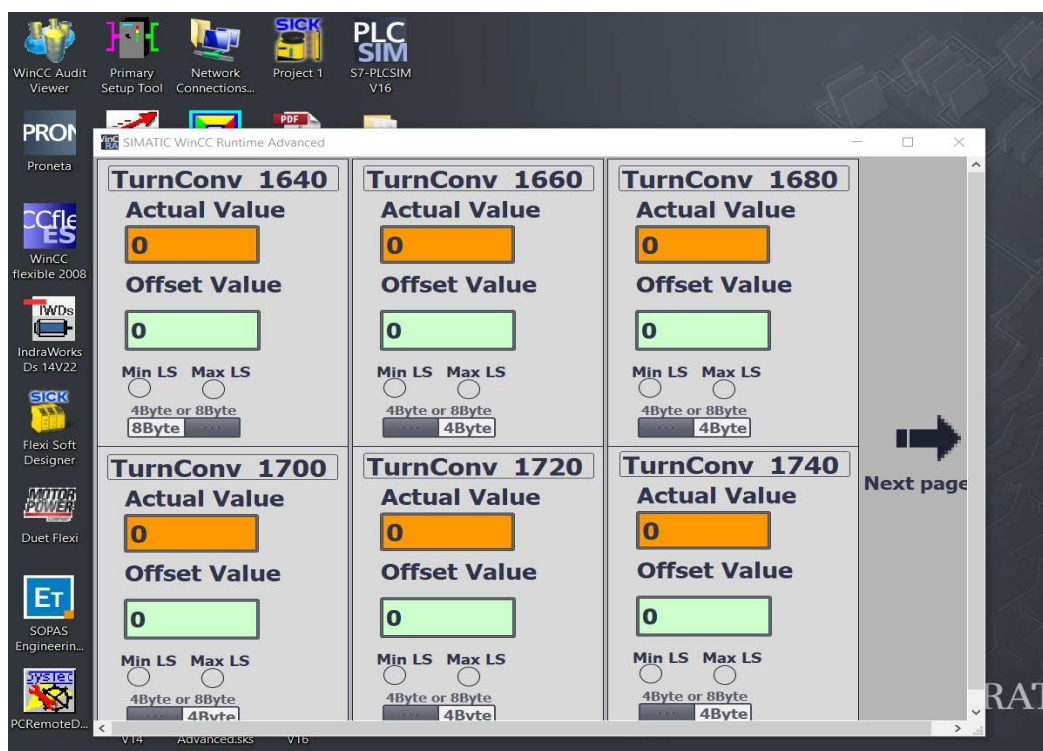 SICK
PLC
SIM
WinCC Audit
Viewer
Primary
Setup Tool
Network
Connections...
Project 1
S7-PLCSIM
V16
PDF
PRON
Proneta
WinC
RA
SIMATIC WinCC Runtime Advanced
TurnConv 1640
Actual Value
0
Offset Value
0
Min LS Max LS
4Byte or 8Byte
8Byte
TurnConv 1660
Actual Value
0
Offset Value
0
Min LS Max LS
4Byte or 8Byte
4Byte
TurnConv 1680
Actual Value
0
Offset Value
0
Min LS Max LS
4Byte or 8Byte
4Byte
TurnConv 1700
Actual Value
0
Offset Value
0
Min LS Max LS
4Byte or 8Byte
4Byte
TurnConv 1720
Actual Value
0
Offset Value
0
Min LS Max LS
4Byte or 8Byte
4Byte
TurnConv 1740
Actual Value
0
Offset Value
0
Min LS Max LS
4Byte or 8Byte
4Byte
Next page
CCfle
ES
WinCC
flexible 2008
IWDs
IndraWorks
Ds 14V22
SICK
Flexi Soft
Designer
MOTOR
POWER
Duet Flexi
ET
SOPAS
Engineerin...
systec
PCRemoteD...
V14
Advanced.sks
V16
RAT